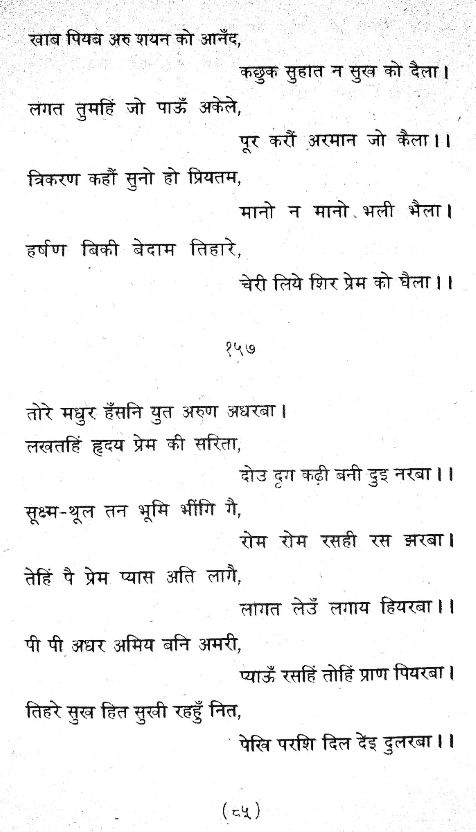 खाब पियब अरु शयन को आनँद,
कछुक सुहात न सुख को दैला।
लगत तुमहिं जो पाऊँ अकेले,
पूर करौं अरमान जो कैला।।
त्रिकरण कहौं सुनो हो प्रियतम,
मानो न मानो भली भैला।
हर्षण बिकी बेदाम तिहारे,
चेरी लिये शिर प्रेम को घैला।।
१५७
तोरे मधुर हँसनि युत अरुण अधरबा।
लखतहिं हृदय प्रेम की सरिता,
दोउ दृग कढ़ी बनी दुइ नरबा।।
सूक्ष्म-थूल तन भूमि भींगि गै,
रोम रोम रसही रस झरबा।
तेहिं पै प्रेम प्यास अति लागै,
लागत लेउँ लगाय हियरबा।।
पी पी अधर अमिय बनि अमरी,
प्याऊँ रसहिं तोहिं प्राण पियरबा।
तिहरे सुख हित सुखी रहहुँ नित,
पेखि परशि दिल देंइ दुलरबा।।
(८५)